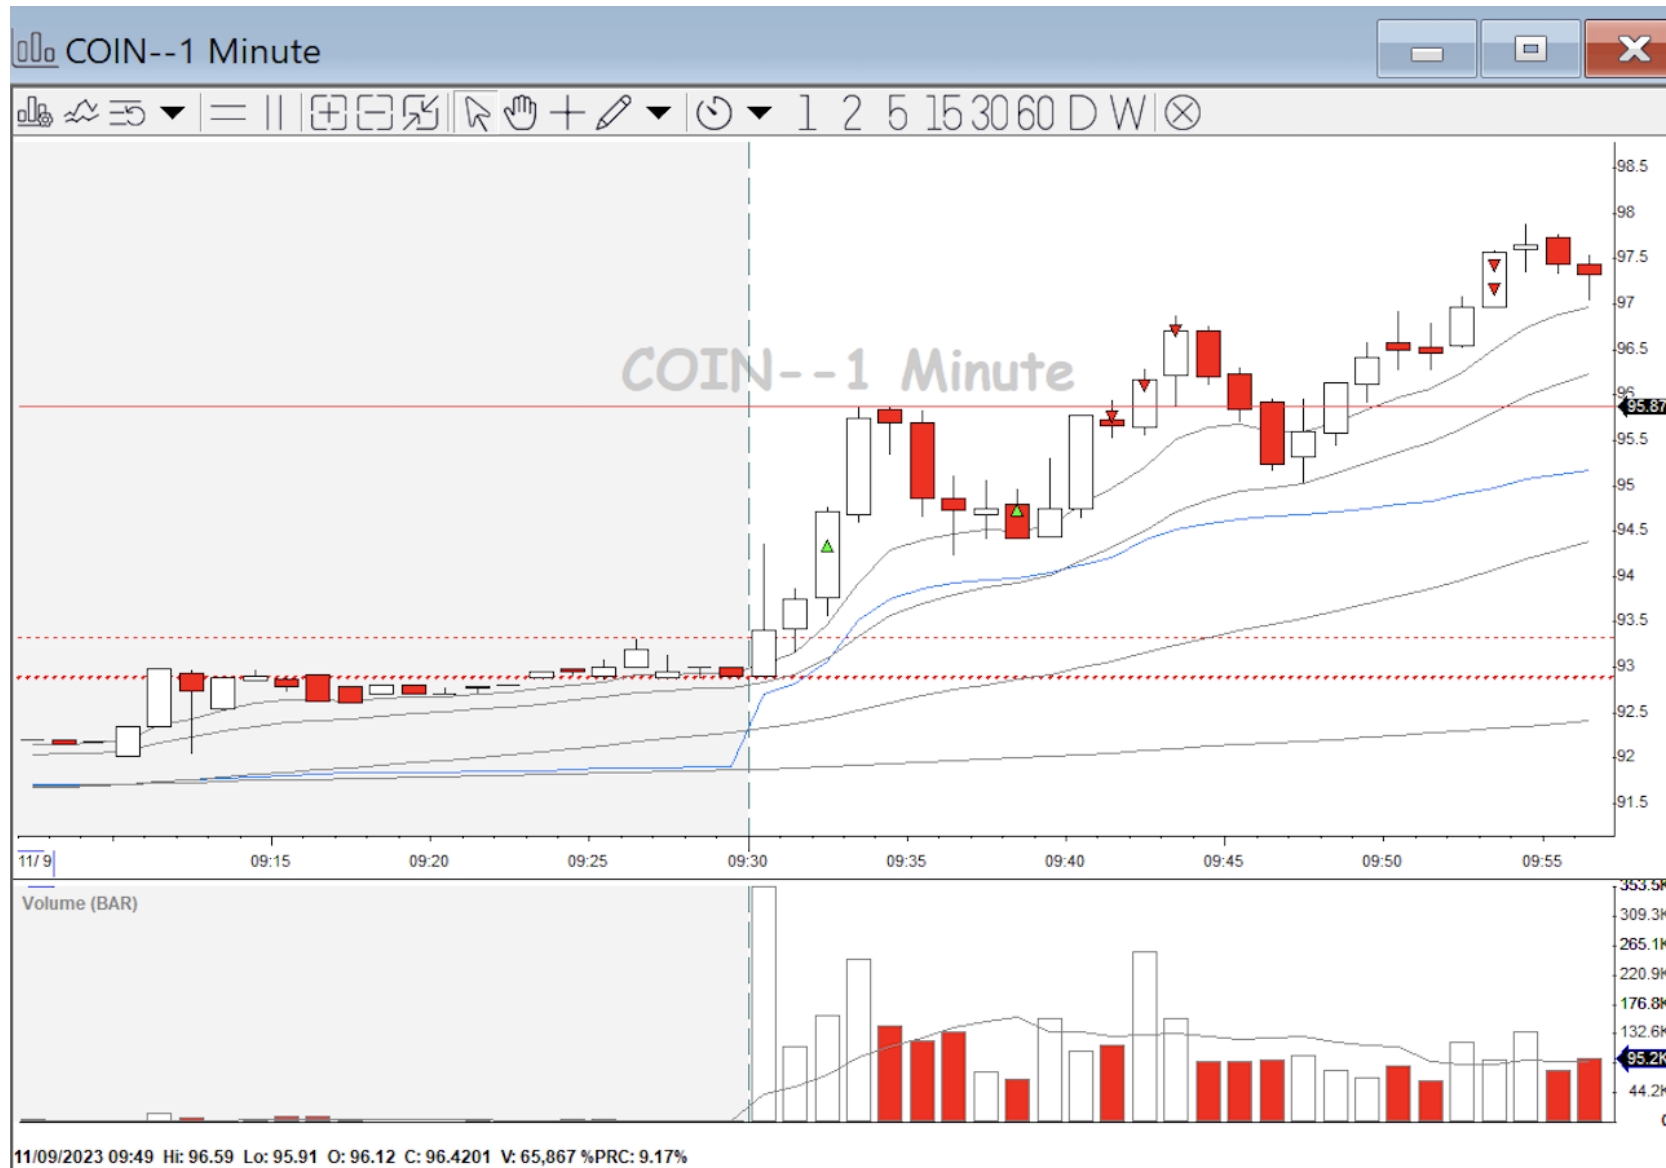 COIN--1 Minute
1 2 5 15 30 60 D W
COIN--1 Minute
98.5
98
97.5
97
96.5
96
95.87
95.5
95
94.5
94
93.5
93
92.5
92
91.5
11/9 09:15 09:20 09:25 09:30 09:35 09:40 09:45 09:50 09:55
Volume (BAR)
353.5K
309.3K
265.1K
220.9K
176.8K
132.6K
95.2K
44.2K
0
11/09/2023 09:49 Hi: 96.59 Lo: 95.91 O: 96.12 C: 96.4201 V: 65,867 %PRC: 9.17%